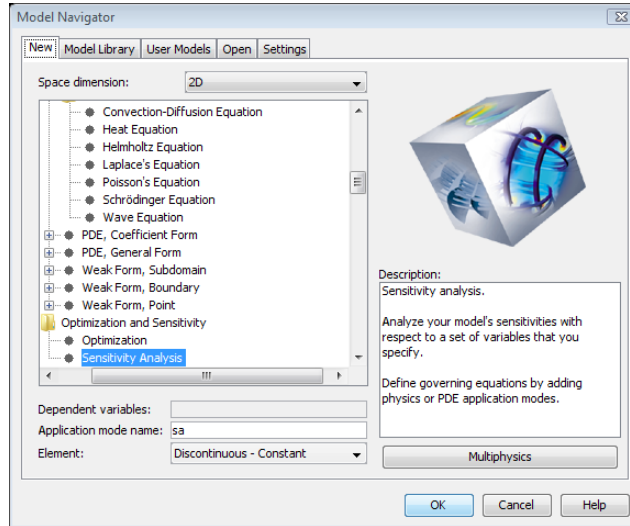 Model Navigator
New Model Library User Models Open Settings
Space dimension: 2D
Convection-Diffusion Equation
Heat Equation
Helmholtz Equation
Laplace's Equation
Poisson's Equation
Schrödinger Equation
Wave Equation
PDE, Coefficient Form
PDE, General Form
Weak Form, Subdomain
Weak Form, Boundary
Weak Form, Point
Optimization and Sensitivity
Optimization
Sensitivity Analysis
Dependent variables:
Application mode name: sa
Element: Discontinuous - Constant
Description:
Sensitivity analysis.
Analyze your model's sensitivities with
respect to a set of variables that you
specify.
Define governing equations by adding
physics or PDE application modes.
Multiphysics
OK Cancel Help